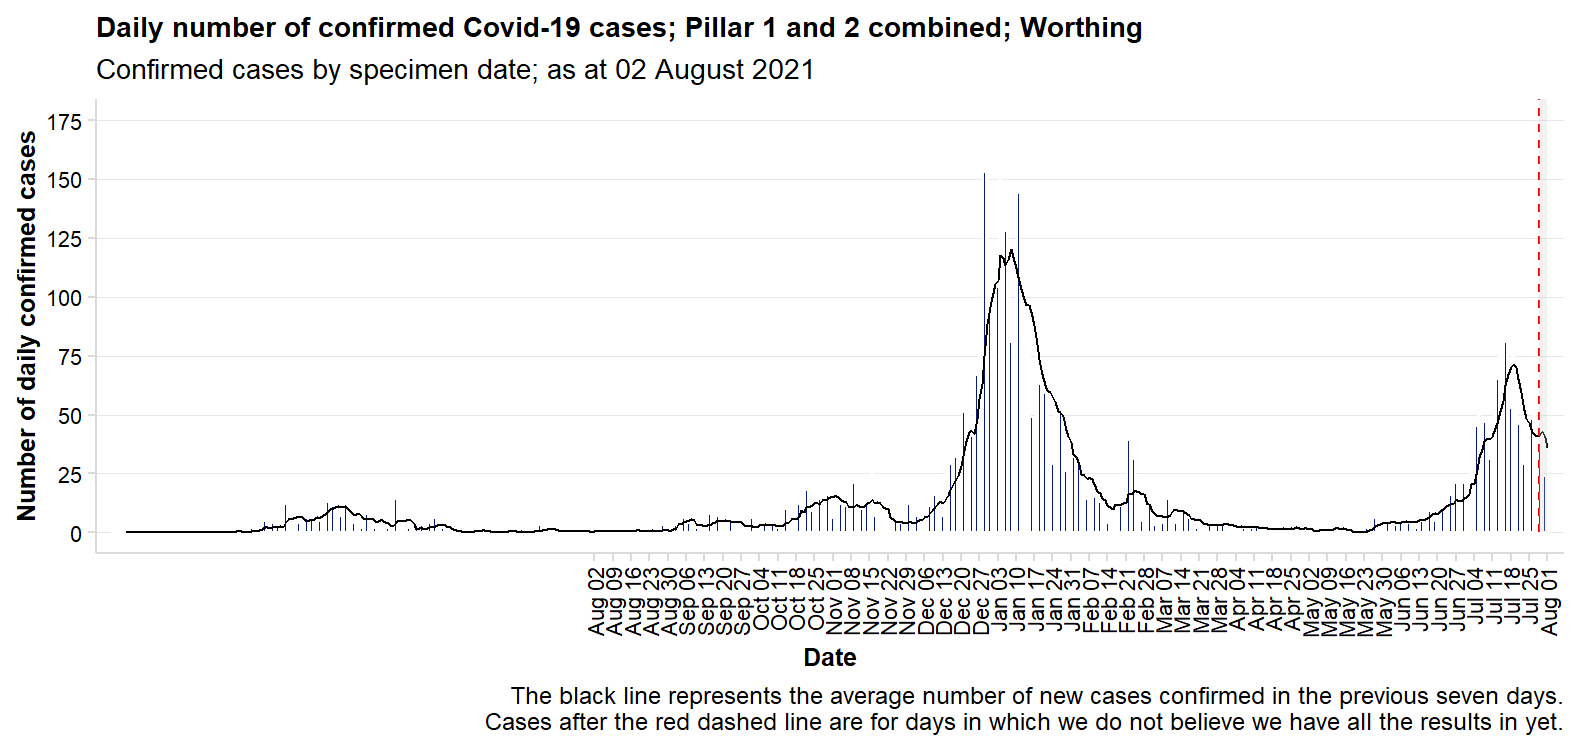 Daily number of confirmed Covid-19 cases; Pillar 1 and 2 combined; Worthing
Confirmed cases by specimen date; as at 02 August 2021
Number of daily confirmed cases
175
150
125
100
75
50
25
0
Aug 02
Aug 09
Aug 16
Aug 23
Aug 30
Sep 06
Sep 13
Sep 20
Sep 27
Oct 04
Oct 11
Oct 18
Oct 25
Nov 01
Nov 08
Nov 15
Nov 22
Nov 29
Dec 06
Dec 13
Dec 20
Dec 27
Jan 03
Jan 10
Jan 17
Jan 24
Jan 31
Feb 07
Feb 14
Feb 21
Feb 28
Mar 07
Mar 14
Mar 21
Mar 28
Apr 04
Apr 11
Apr 18
Apr 25
May 02
May 09
May 16
May 23
May 30
Jun 06
Jun 13
Jun 20
Jun 27
Jul 04
Jul 11
Jul 18
Jul 25
Aug 01
Date
The black line represents the average number of new cases confirmed in the previous seven days.
Cases after the red dashed line are for days in which we do not believe we have all the results in yet.